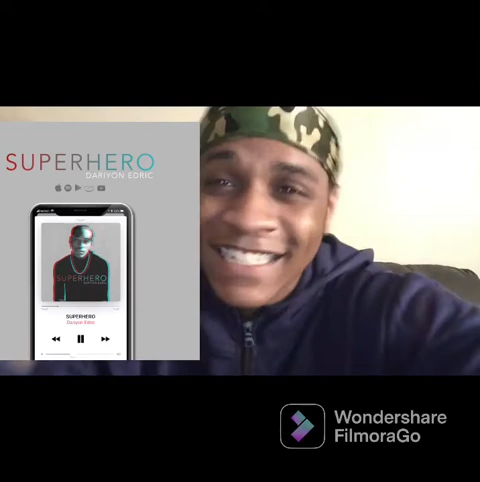 SUPERHERO
DARIYON EDRIC
SUPERHERO
SUPERHERO
Dariyon Edric
Wondershare
FilmoraGo